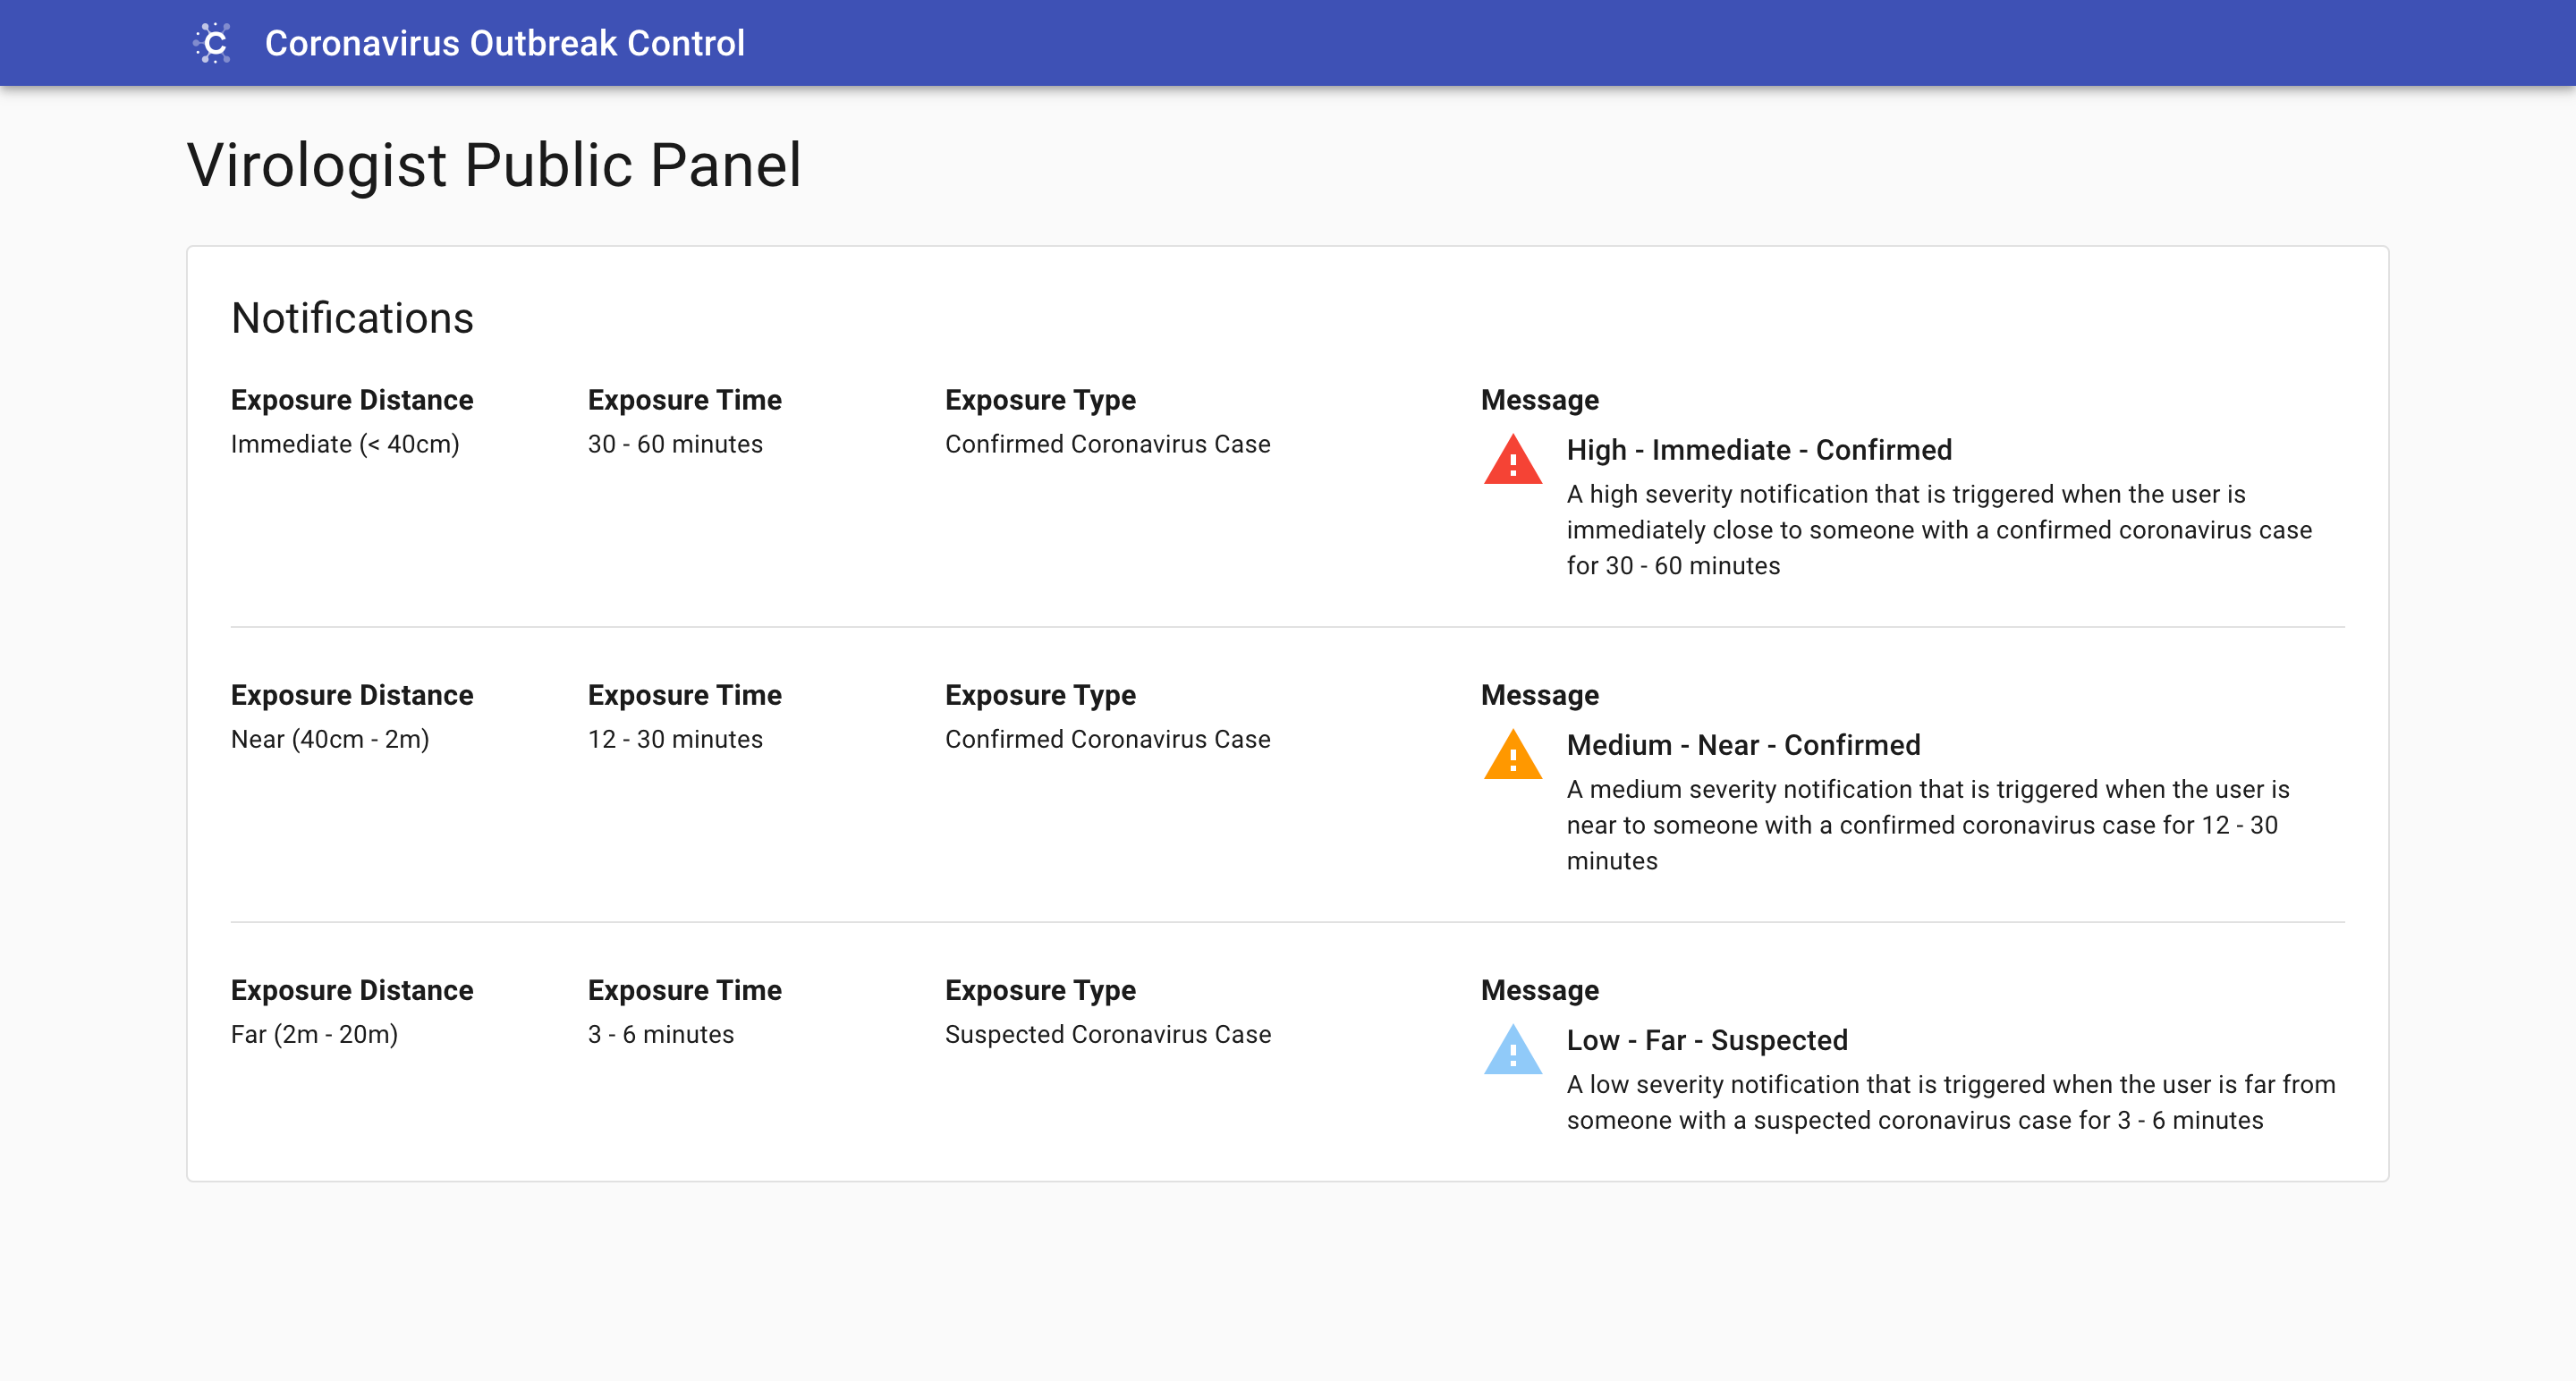 Coronavirus Outbreak Control
Virologist Public Panel
Notifications
Exposure Distance
Immediate (< 40cm)
Exposure Time
30 - 60 minutes
Exposure Type
Confirmed Coronavirus Case
Message
High - Immediate - Confirmed
A high severity notification that is triggered when the user is
immediately close to someone with a confirmed coronavirus case
for 30 - 60 minutes
Exposure Distance
Near (40cm - 2m)
Exposure Time
12 - 30 minutes
Exposure Type
Confirmed Coronavirus Case
Message
Medium - Near - Confirmed
A medium severity notification that is triggered when the user is
near to someone with a confirmed coronavirus case for 12 - 30
minutes
Exposure Distance
Far (2m - 20m)
Exposure Time
3 - 6 minutes
Exposure Type
Suspected Coronavirus Case
Message
Low - Far - Suspected
A low severity notification that is triggered when the user is far from
someone with a suspected coronavirus case for 3 - 6 minutes